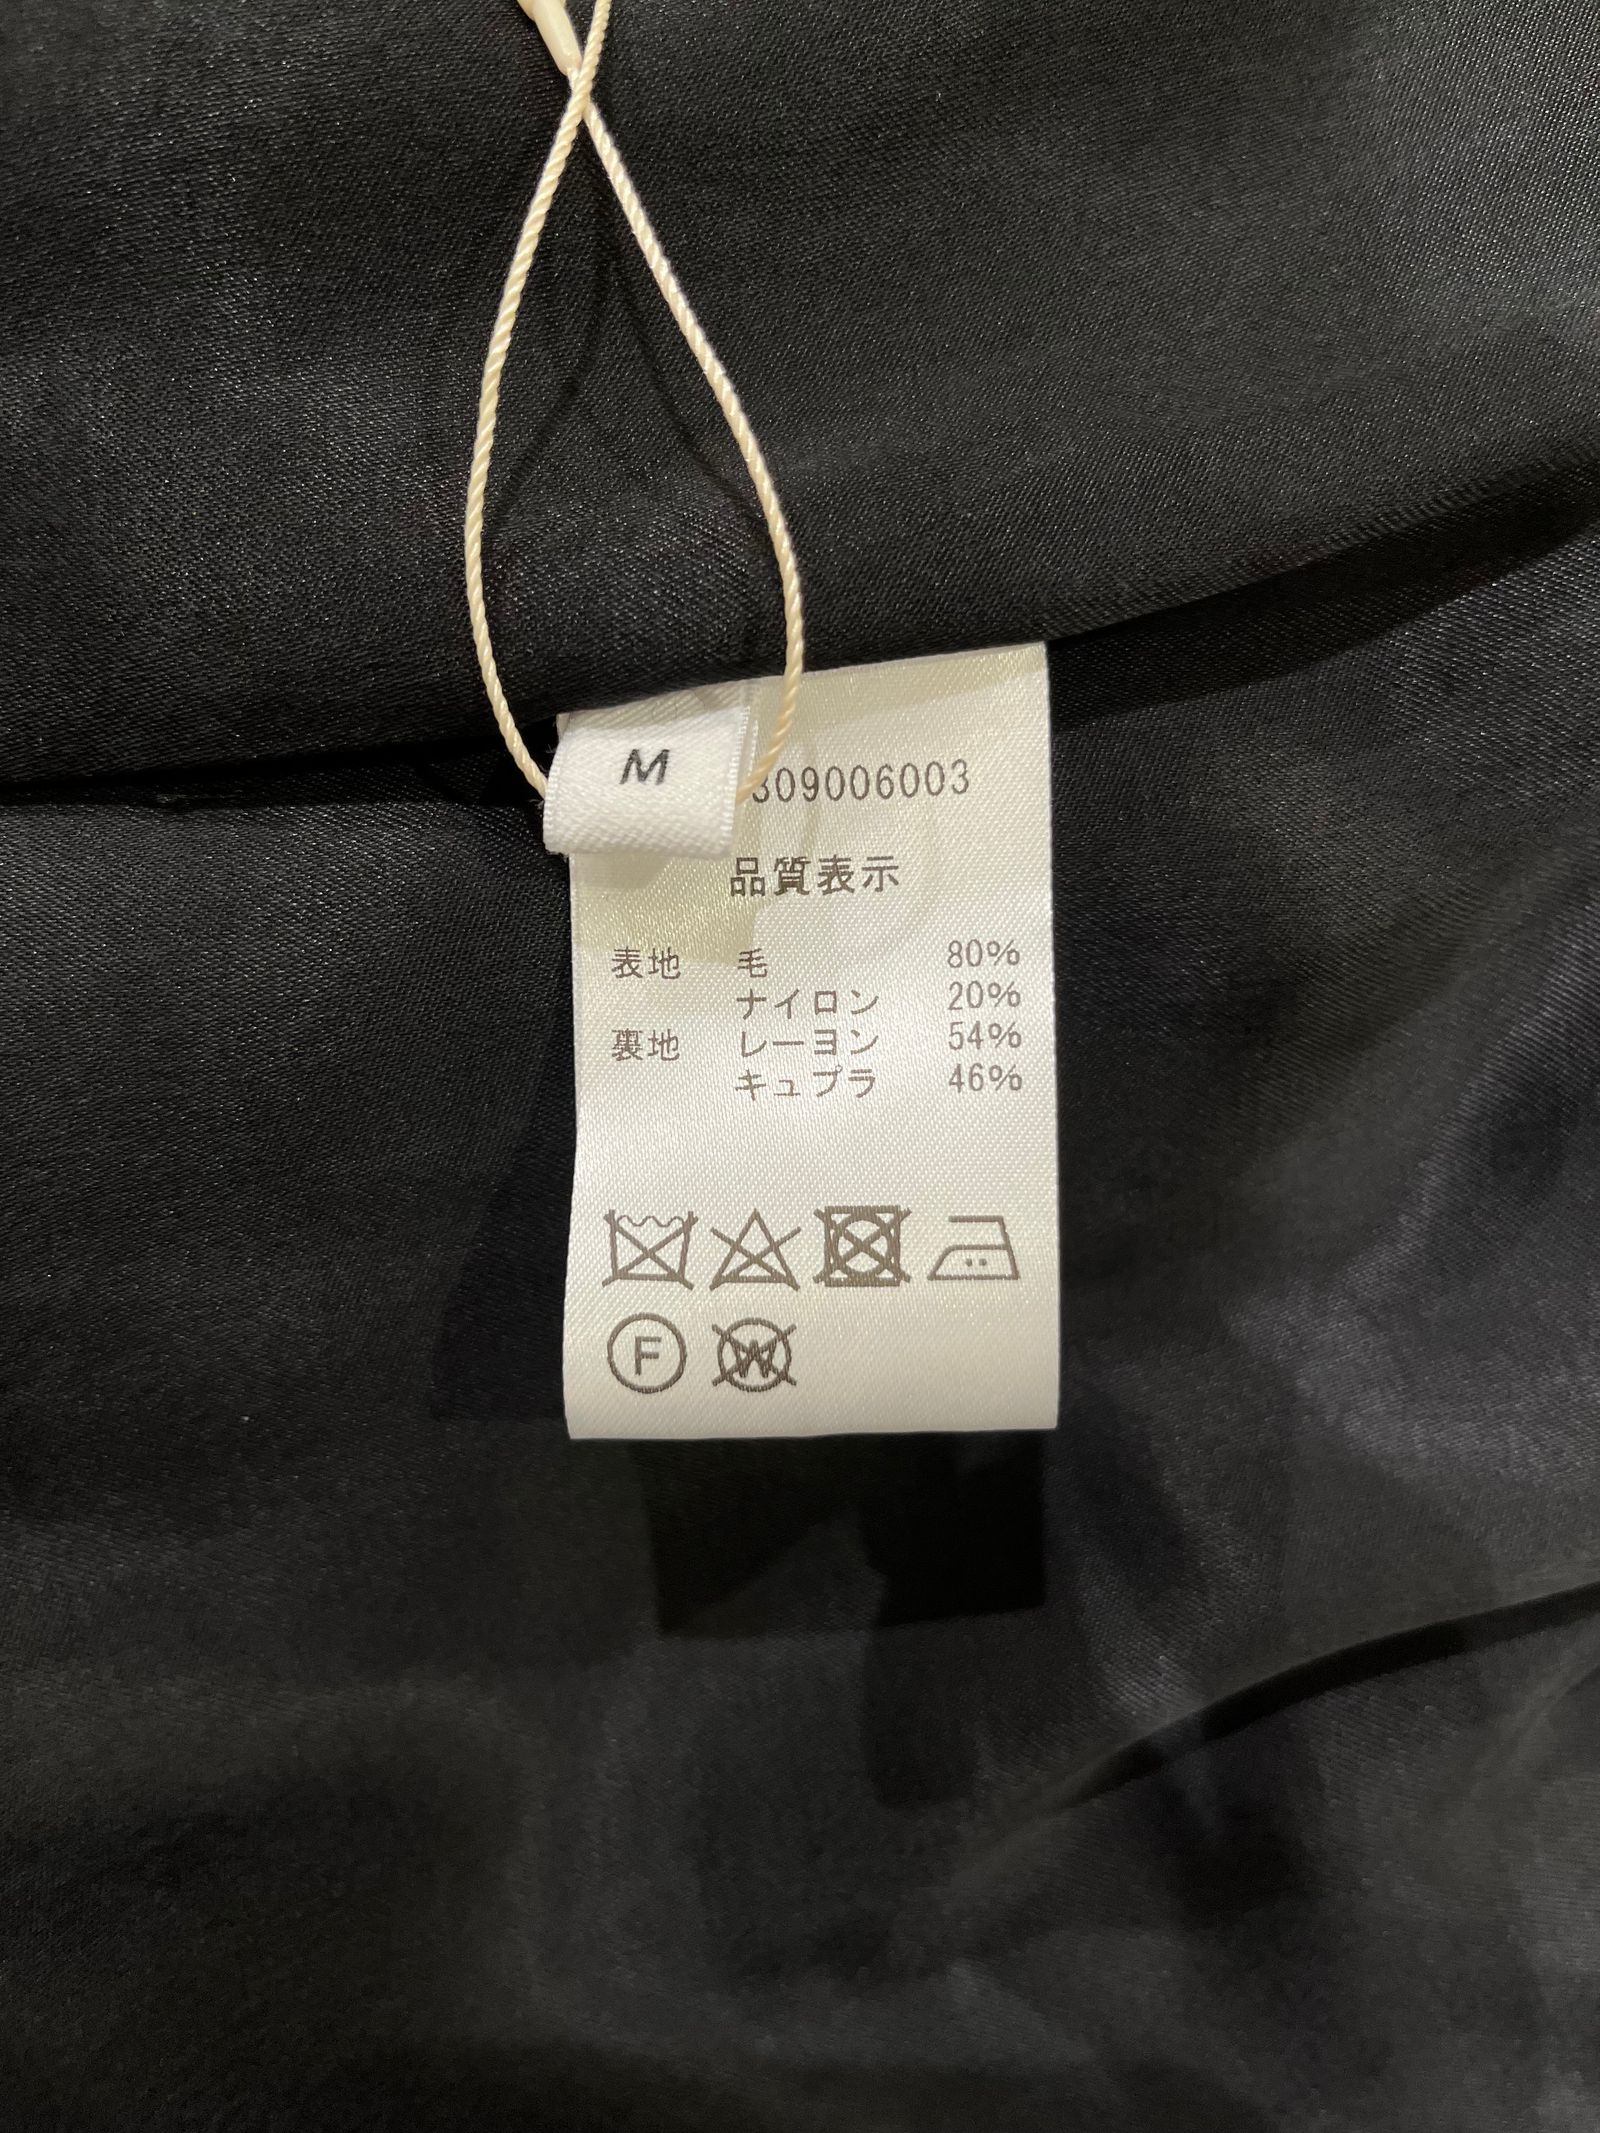 M
309006003
品質表示
表地 毛 80%
ナイロン 20%
裏地 レーヨン 54%
キュプラ 46%
F
W